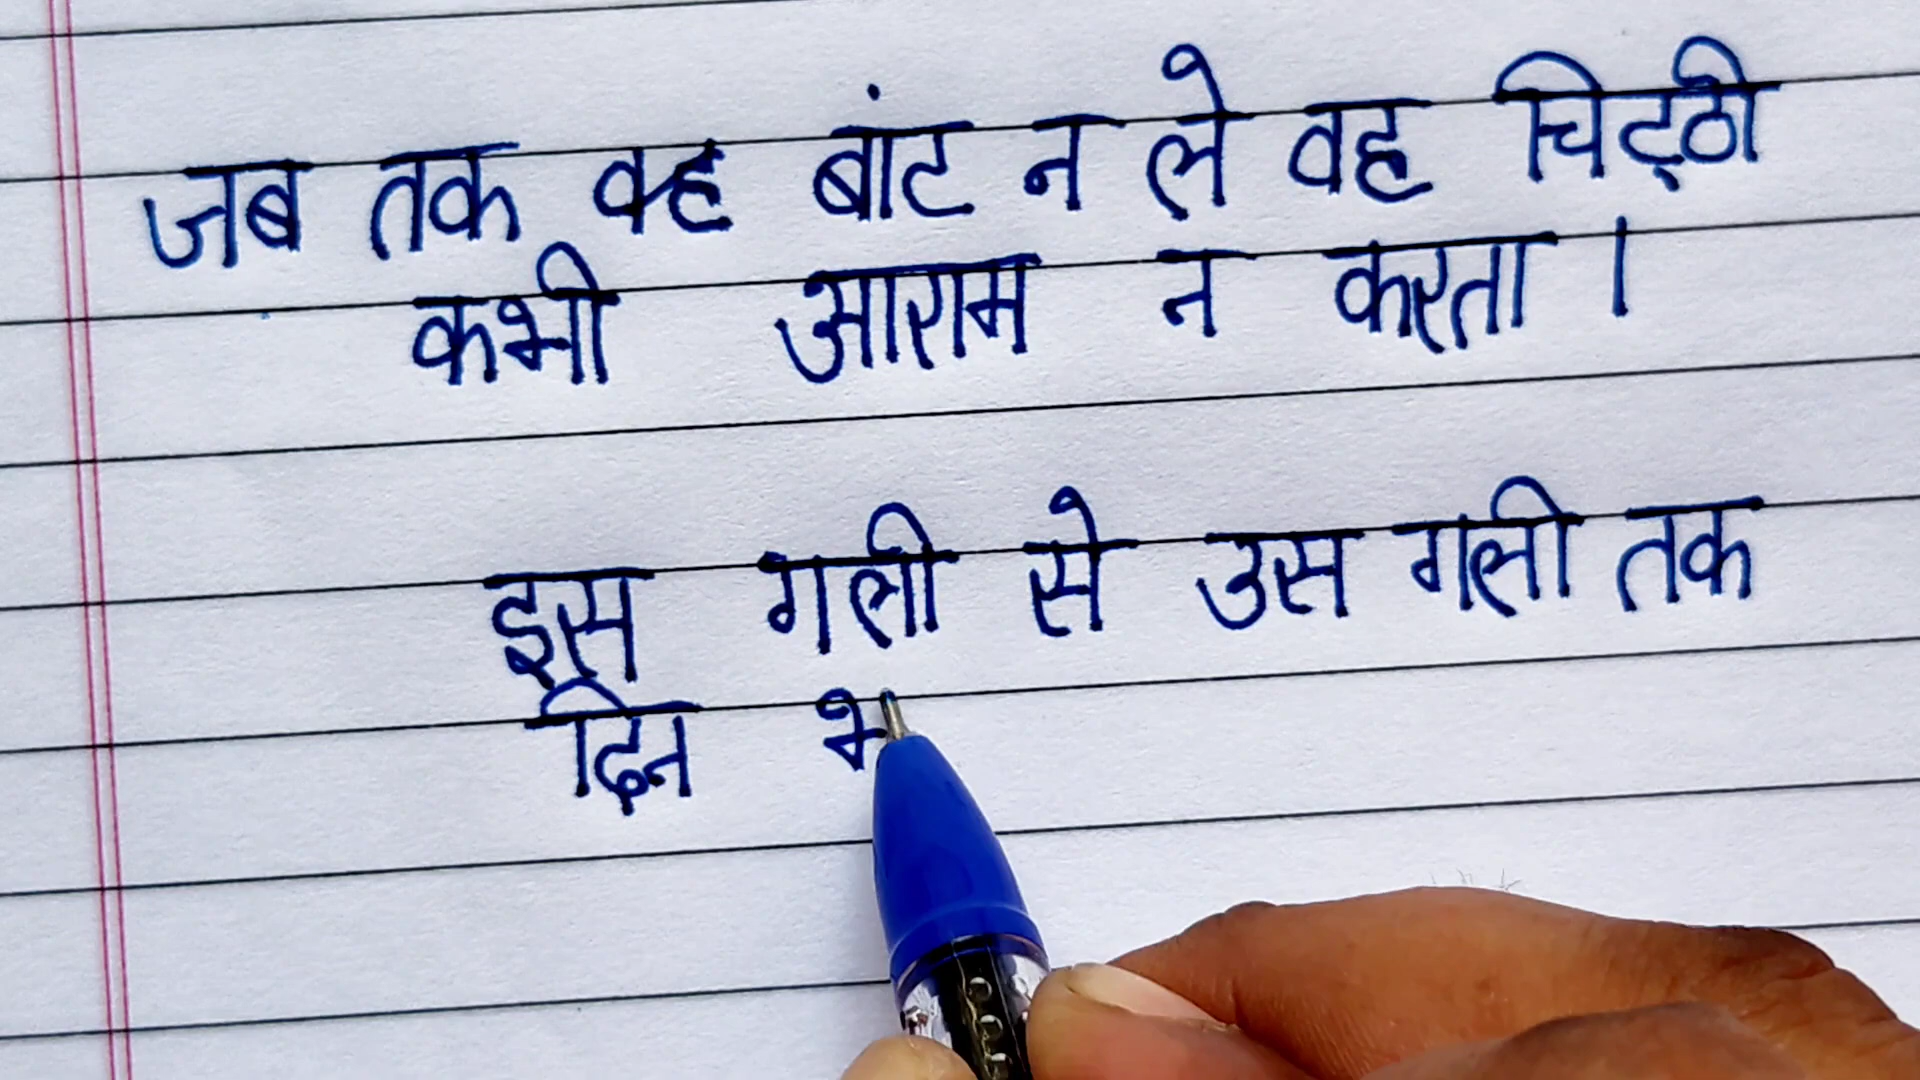 जब तक वह बांट न ले वह चिट्ठी
कभी आराम न करता ।
इस गली से उस गली तक
दिन भ